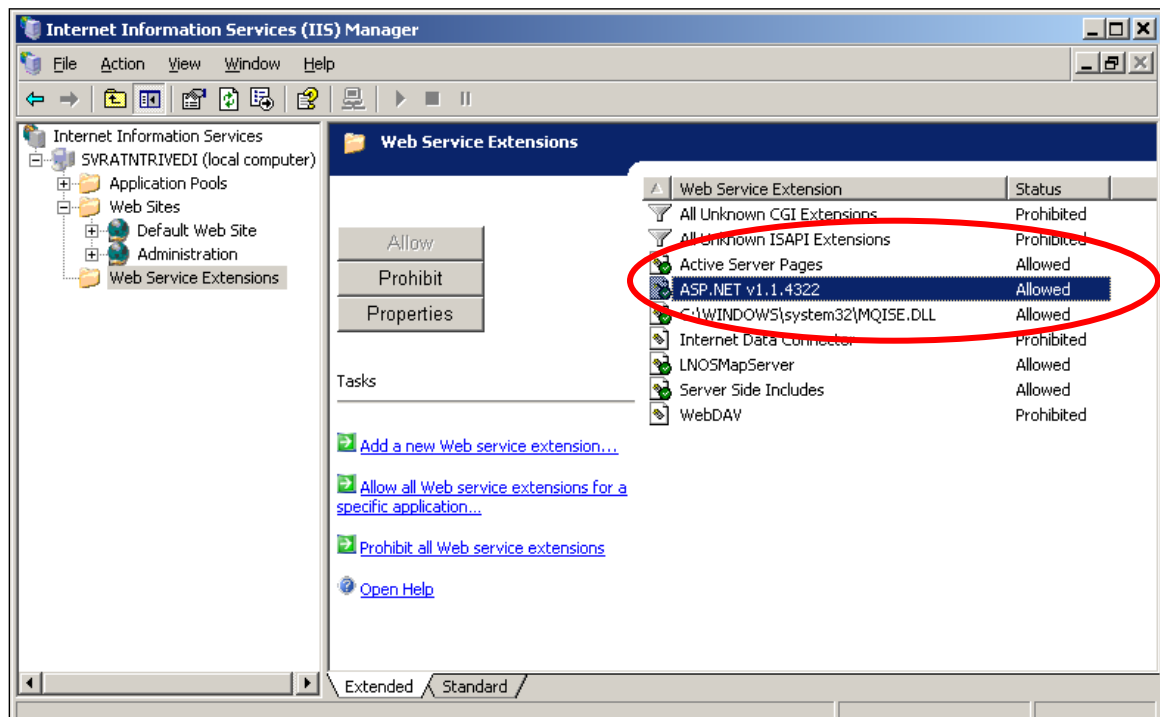 Internet Information Services (IIS) Manager
File Action View Window Help
Internet Information Services
SVRATNTRIVEDI (local computer)
Application Pools
Web Sites
Default Web Site
Administration
Web Service Extensions
Web Service Extensions
Allow
Prohibit
Properties
Tasks
Add a new Web service extension...
Allow all Web service extensions for a
specific application...
Prohibit all Web service extensions
Open Help
Web Service Extension Status
All Unknown CGI Extensions Prohibited
All Unknown ISAPI Extensions Prohibited
Active Server Pages Allowed
ASP.NET v1.1.4322 Allowed
C:\WINDOWS\system32\MQISE.DLL Allowed
Internet Data Connector Prohibited
LNOSMapServer Allowed
Server Side Includes Allowed
WebDAV Prohibited
Extended Standard